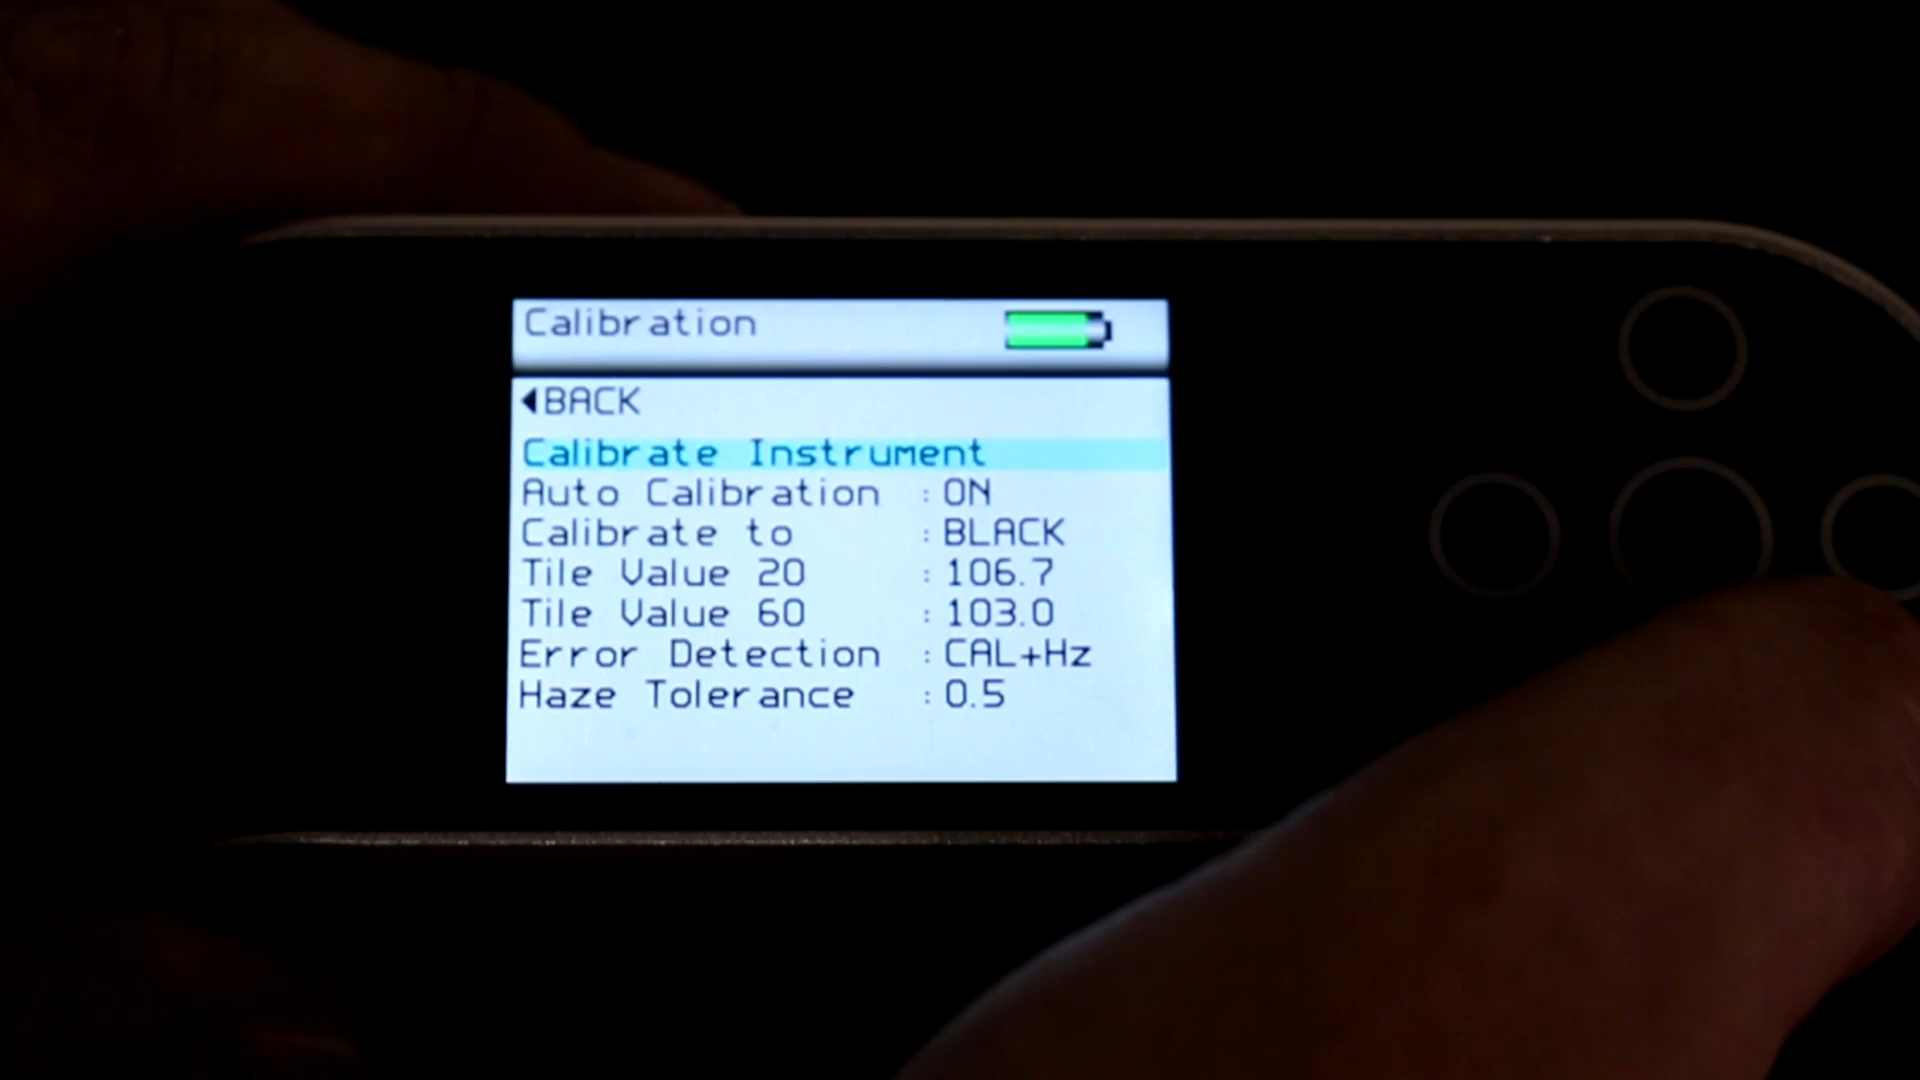 Calibration
BACK
Calibrate Instrument
Auto Calibration : ON
Calibrate to : BLACK
Tile Value 20 : 106.7
Tile Value 60 : 103.0
Error Detection : CAL+Hz
Haze Tolerance : 0.5